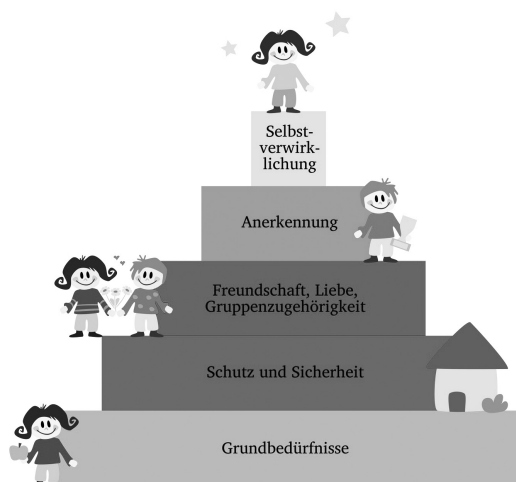 Selbst-
verwirk-
lichung
Anerkennung
Freundschaft, Liebe,
Gruppenzugehörigkeit
Schutz und Sicherheit
Grundbedürfnisse